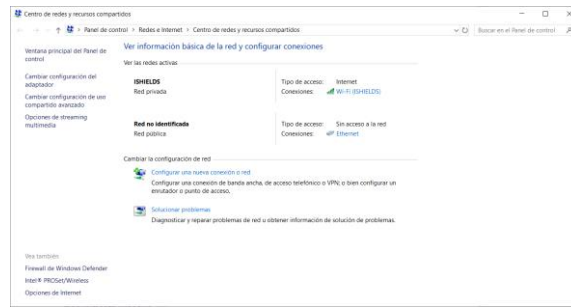 Centro de redes y recursos compartidos
Panel de control > Redes e Internet > Centro de redes y recursos compartidos
Buscar en el Panel de control
Ventana principal del Panel de
control
Cambiar configuración del
adaptador
Cambiar configuración de uso
compartido avanzado
Opciones de streaming
multimedia
Ver información básica de la red y configurar conexiones
Ver las redes activas
ISHIELDS
Red privada
Tipo de acceso: Internet
Conexiones: Wi-Fi (ISHIELDS)
Red no identificada
Red pública
Tipo de acceso: Sin acceso a la red
Conexiones: Ethernet
Cambiar la configuración de red
Configurar una nueva conexión o red
Configurar una conexión de banda ancha, de acceso telefónico o VPN; o bien configurar un
enrutador o punto de acceso.
Solucionar problemas
Diagnosticar y reparar problemas de red u obtener información de solución de problemas.
Vea también
Firewall de Windows Defender
Intel® PROSet/Wireless
Opciones de Internet